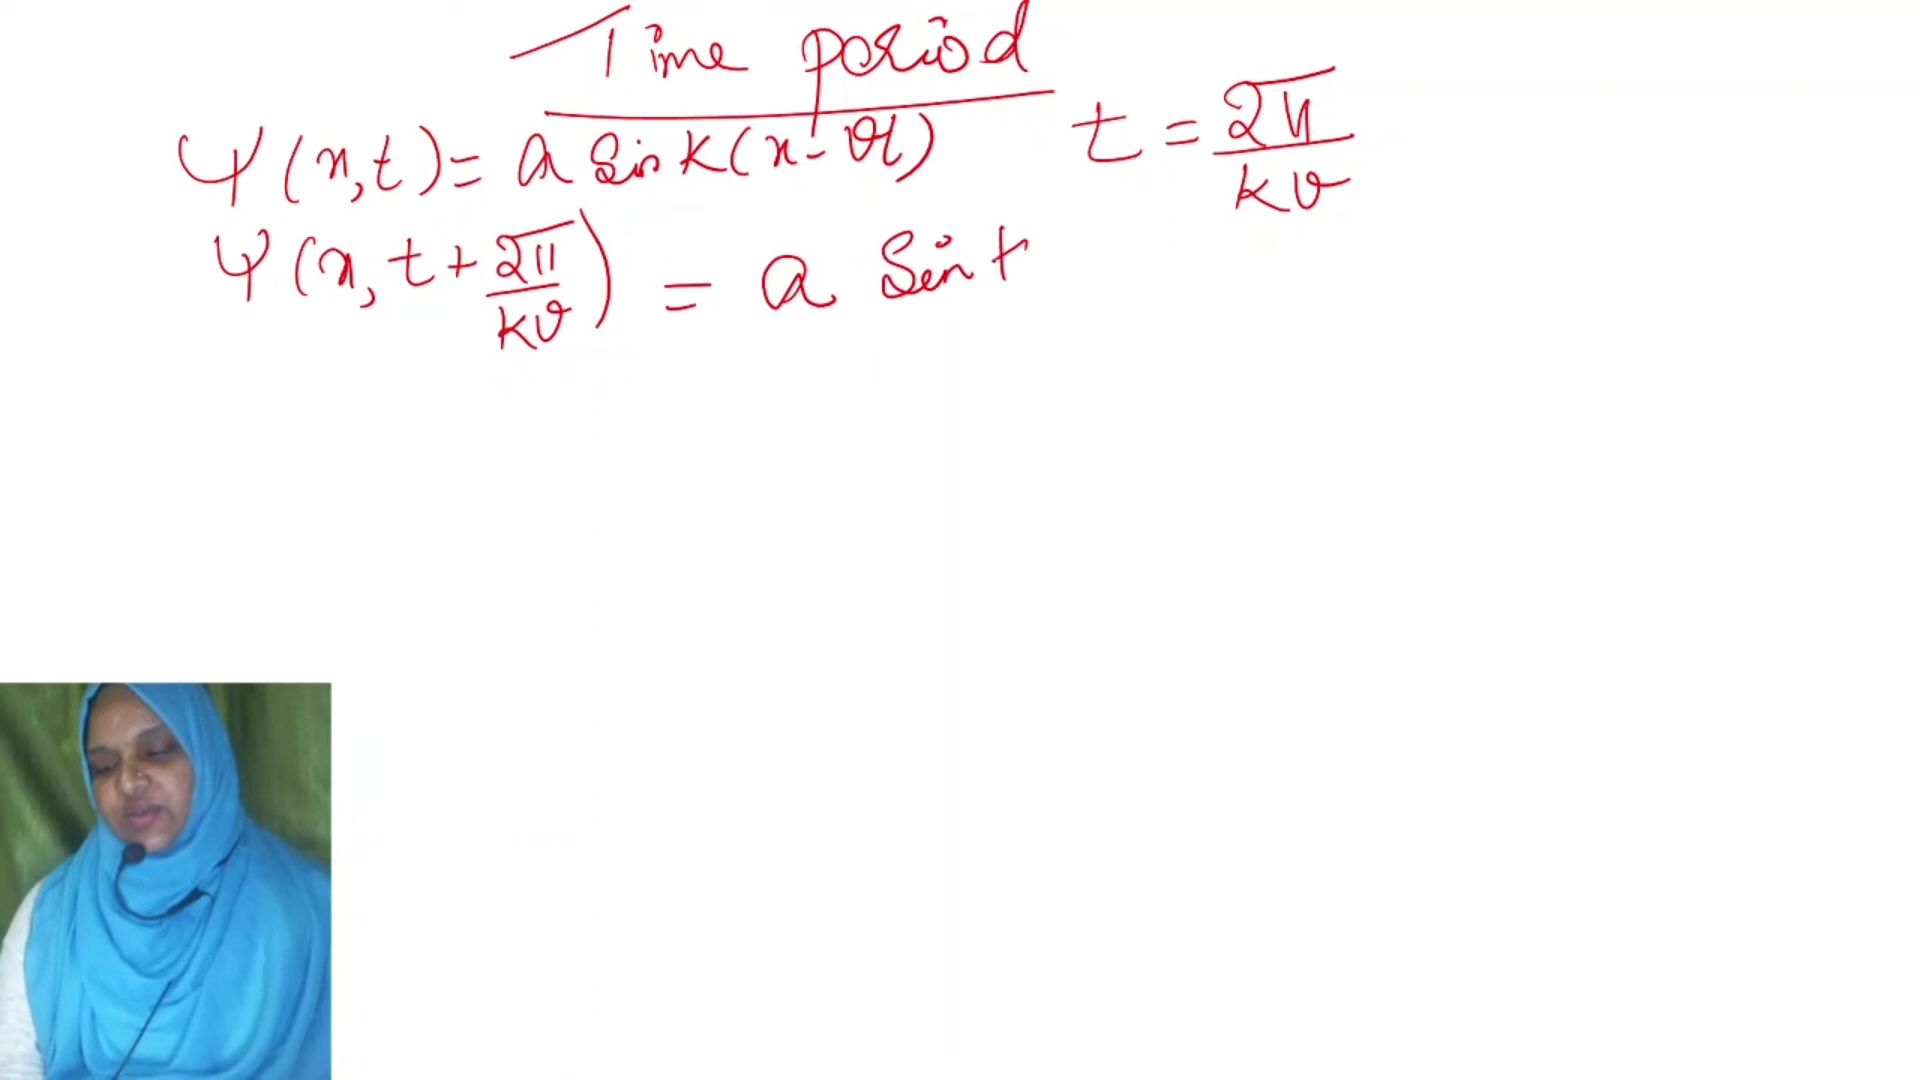 Time period
ψ(x,t) = a Sin k(x - vt) t = 2π/kv
ψ(x, t + 2π/kv) = a Sin